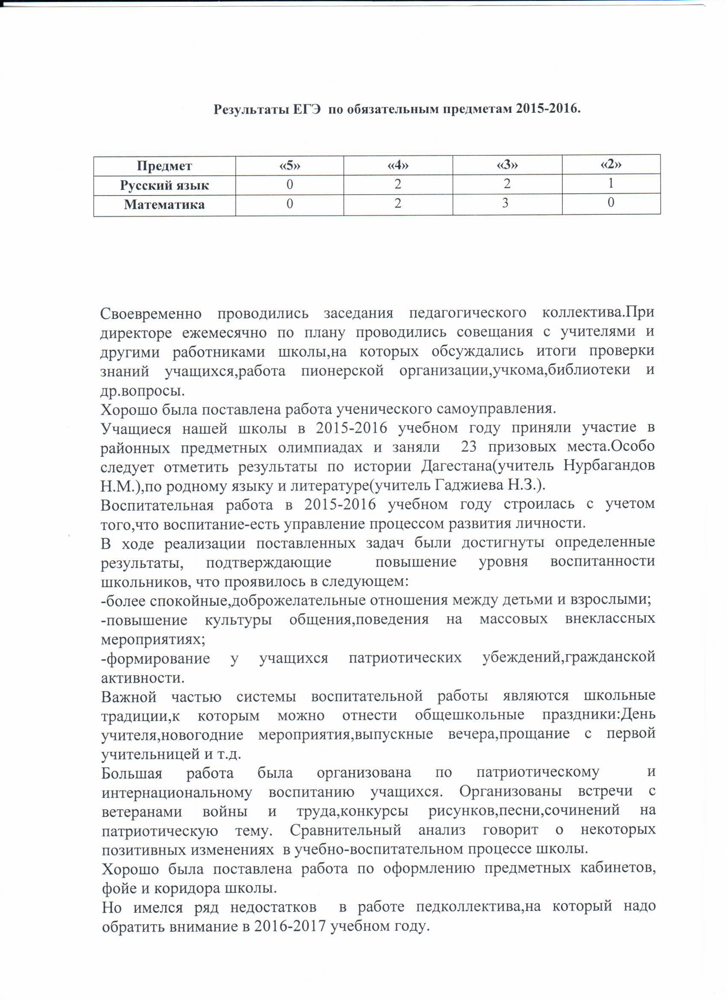 Результаты ЕГЭ  по обязательным предметам 2015-2016.
Предмет «5» «4» «3» «2»
Русский язык 0 2 2 1
Математика 0 2 3 0
Своевременно проводились заседания педагогического коллектива.При
директоре ежемесячно по плану проводились совещания с учителями и
другими работниками школы,на которых обсуждались итоги проверки
знаний учащихся,работа пионерской организации,учкома,библиотеки и
др.вопросы.
Хорошо была поставлена работа ученического самоуправления.
Учащиеся нашей школы в 2015-2016 учебном году приняли участие в
районных предметных олимпиадах и заняли  23 призовых места.Особо
следует отметить результаты по истории Дагестана(учитель Нурбагандов
Н.М.),по родному языку и литературе(учитель Гаджиева Н.З.).
Воспитательная работа в 2015-2016 учебном году строилась с учетом
того,что воспитание-есть управление процессом развития личности.
В ходе реализации поставленных задач были достигнуты определенные
результаты, подтверждающие  повышение уровня воспитанности
школьников, что проявилось в следующем:
-более спокойные,доброжелательные отношения между детьми и взрослыми;
-повышение культуры общения,поведения на массовых внеклассных
мероприятиях;
-формирование у учащихся патриотических убеждений,гражданской
активности.
Важной частью системы воспитательной работы являются школьные
традиции,к которым можно отнести общешкольные праздники:День
учителя,новогодние мероприятия,выпускные вечера,прощание с первой
учительницей и т.д.
Большая работа была организована по патриотическому  и
интернациональному воспитанию учащихся. Организованы встречи с
ветеранами войны и труда,конкурсы рисунков,песни,сочинений на
патриотическую тему. Сравнительный анализ говорит о некоторых
позитивных изменениях  в учебно-воспитательном процессе школы.
Хорошо была поставлена работа по оформлению предметных кабинетов,
фойе и коридора школы.
Но имелся ряд недостатков  в работе педколлектива,на который надо
обратить внимание в 2016-2017 учебном году.